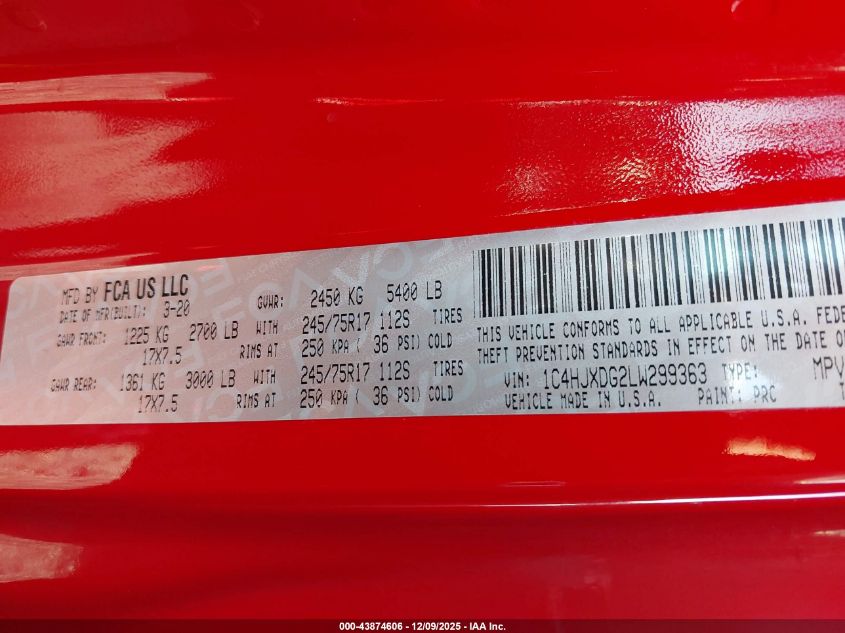 MFD BY FCA US LLC
DATE OF MFR(BUILT): 3-20 GVWR: 2450 KG 5400 LB
GAWR FRONT: 1225 KG 2700 LB WITH 245/75R17 112S TIRES
17X7.5 RIMS AT 250 KPA ( 36 PSI) COLD
GAWR REAR: 1361 KG 3000 LB WITH 245/75R17 112S TIRES
17X7.5 RIMS AT 250 KPA ( 36 PSI) COLD
THIS VEHICLE CONFORMS TO ALL APPLICABLE U.S.A. FEDE
THEFT PREVENTION STANDARDS IN EFFECT ON THE DATE O
VIN: 1C4HJXDG2LW299363 TYPE: MPV
VEHICLE MADE IN U.S.A. PAINT: PRC
000-43874606 - 12/09/2025 - IAA Inc.